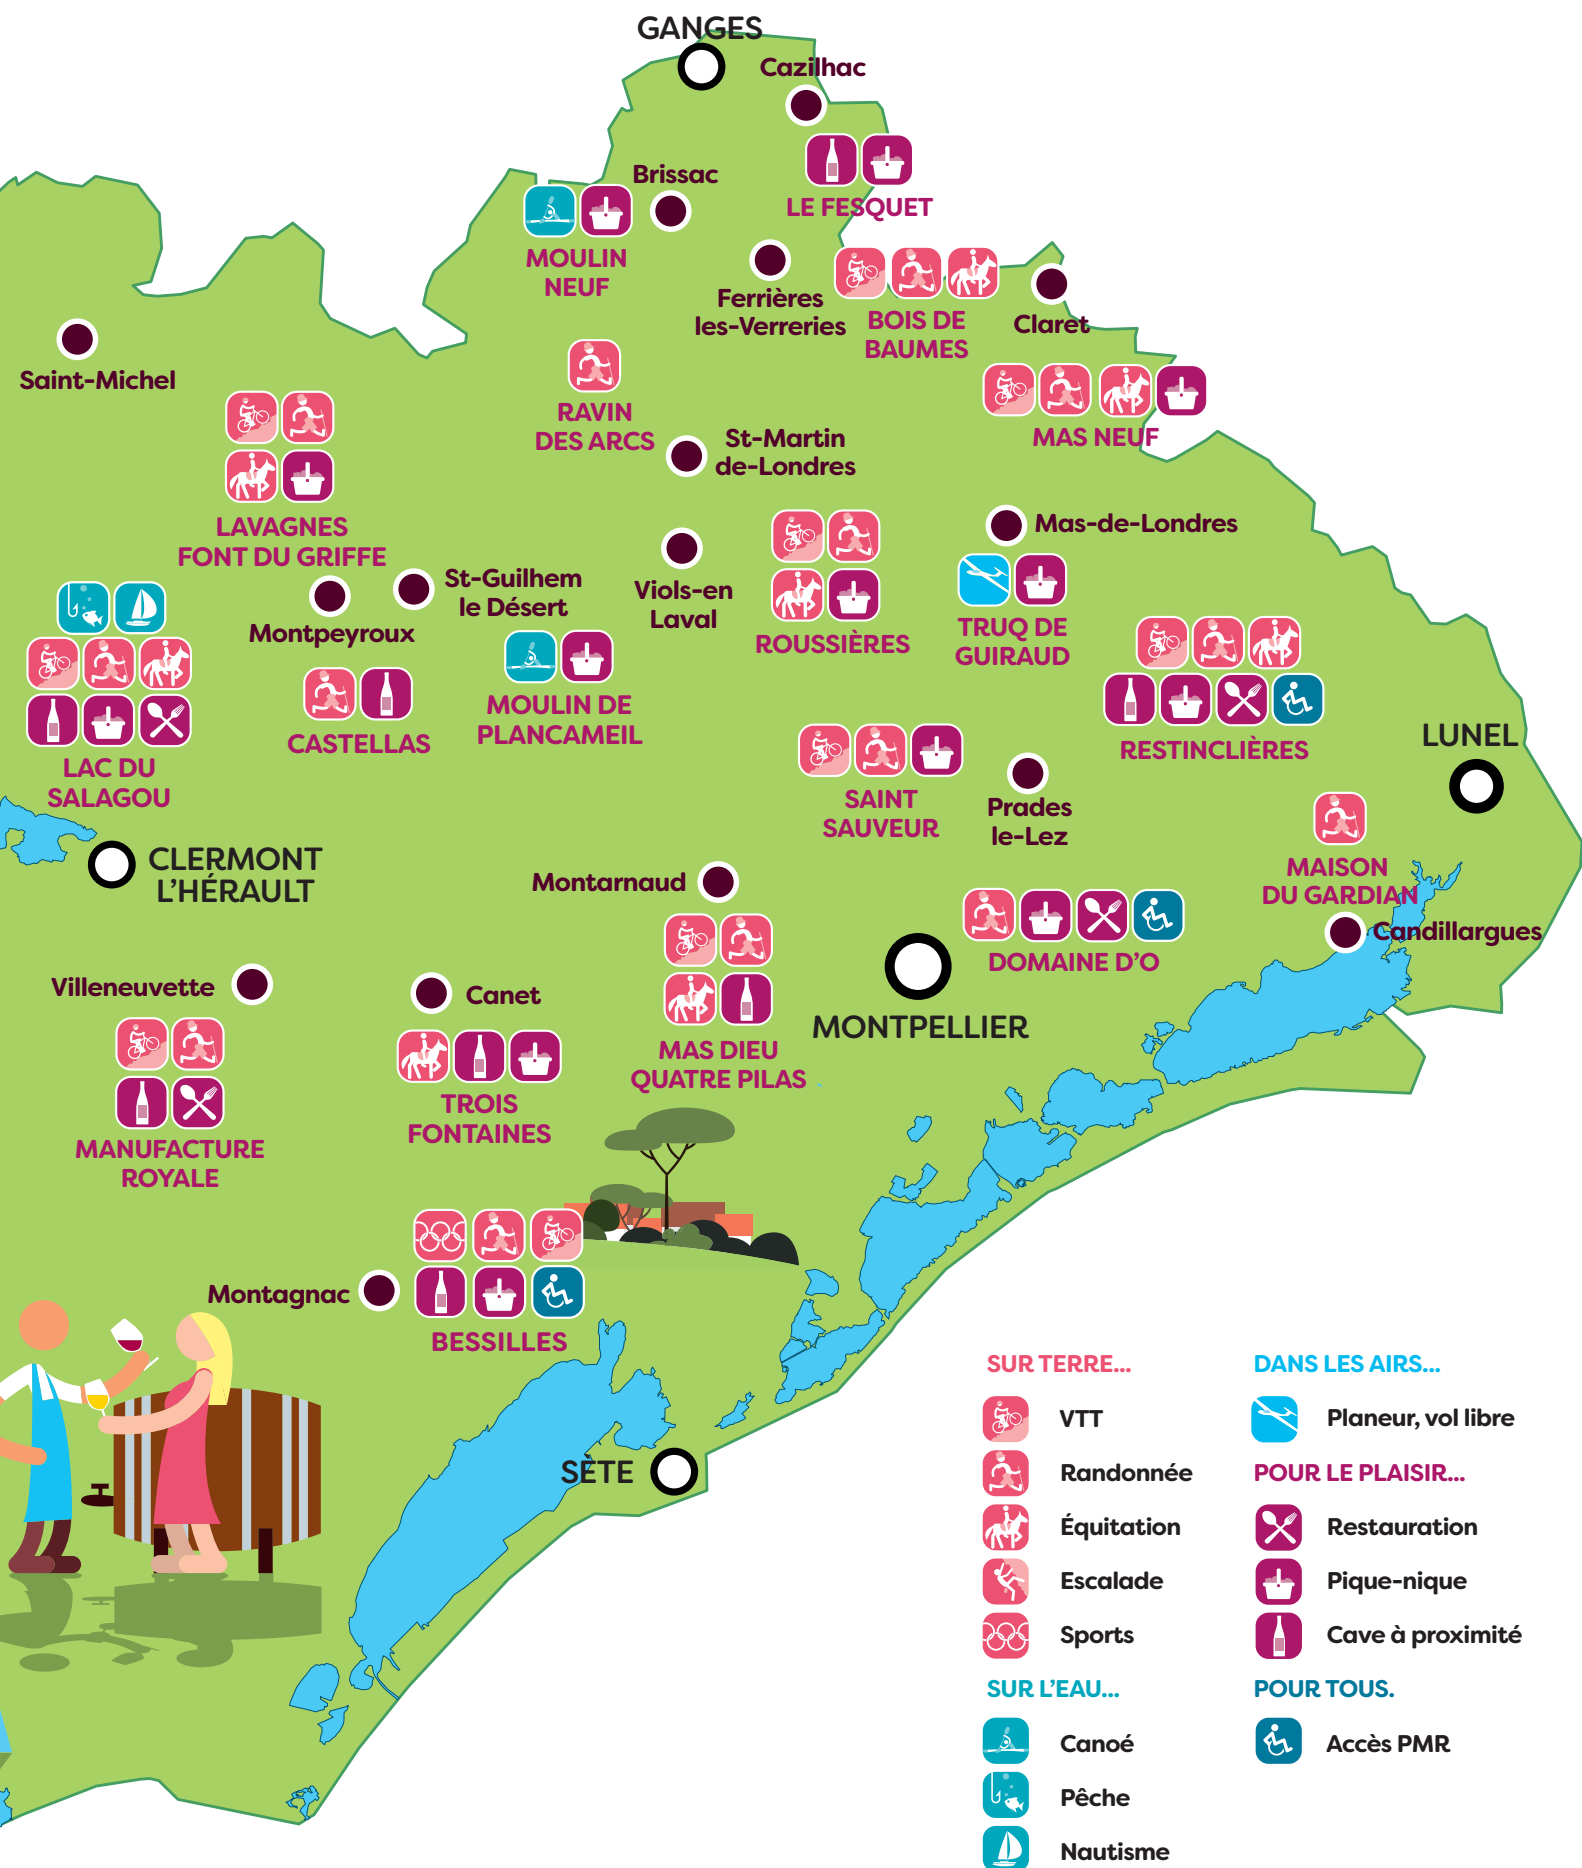 GANGES
Cazilhac
Brissac
LE FESQUET
MOULIN
NEUF
Ferrières
les-Verreries
BOIS DE
BAUMES
Claret
Saint-Michel
RAVIN
DES ARCS
St-Martin
de-Londres
MAS NEUF
LAVAGNES
FONT DU GRIFFE
Mas-de-Londres
St-Guilhem
le Désert
Viols-en
Laval
Montpeyroux
ROUSSIÈRES
TRUQ DE
GUIRAUD
MOULIN DE
PLANCAMEIL
CASTELLAS
LAC DU
SALAGOU
RESTINCLIÈRES
LUNEL
SAINT
SAUVEUR
Prades
le-Lez
CLERMONT
L'HÉRAULT
Montarnaud
MAISON
DU GARDIAN
Candillargues
DOMAINE D'O
Villeneuvette
Canet
MONTPELLIER
MAS DIEU
QUATRE PILAS
TROIS
FONTAINES
MANUFACTURE
ROYALE
Montagnac
BESSILLES
SÈTE
SUR TERRE...
VTT
Randonnée
Équitation
Escalade
Sports
SUR L'EAU...
Canoé
Pêche
Nautisme
DANS LES AIRS...
Planeur, vol libre
POUR LE PLAISIR...
Restauration
Pique-nique
Cave à proximité
POUR TOUS.
Accès PMR